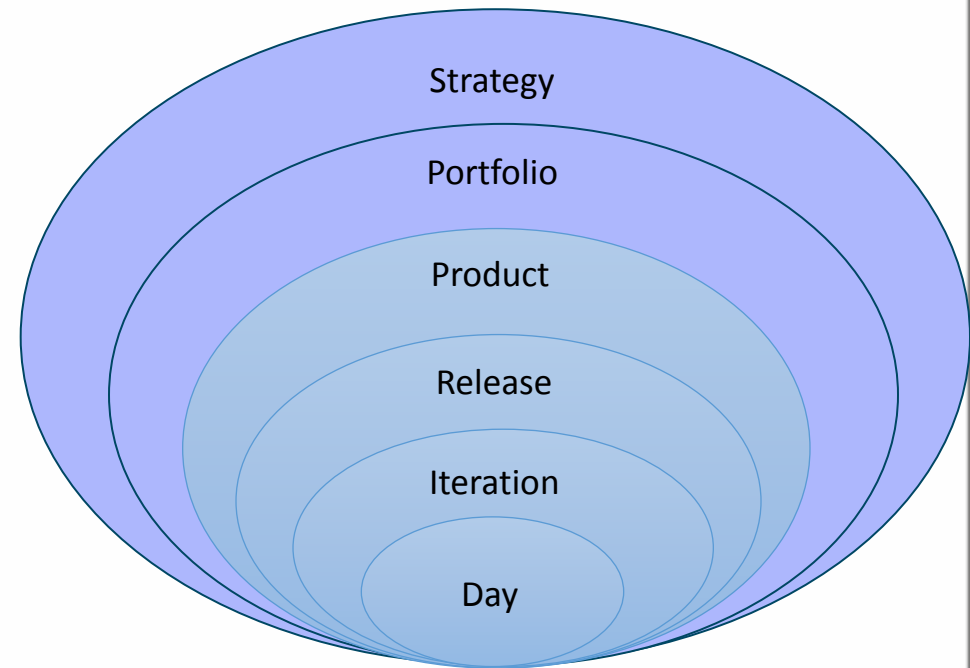 Strategy
Portfolio
Product
Release
Iteration
Day